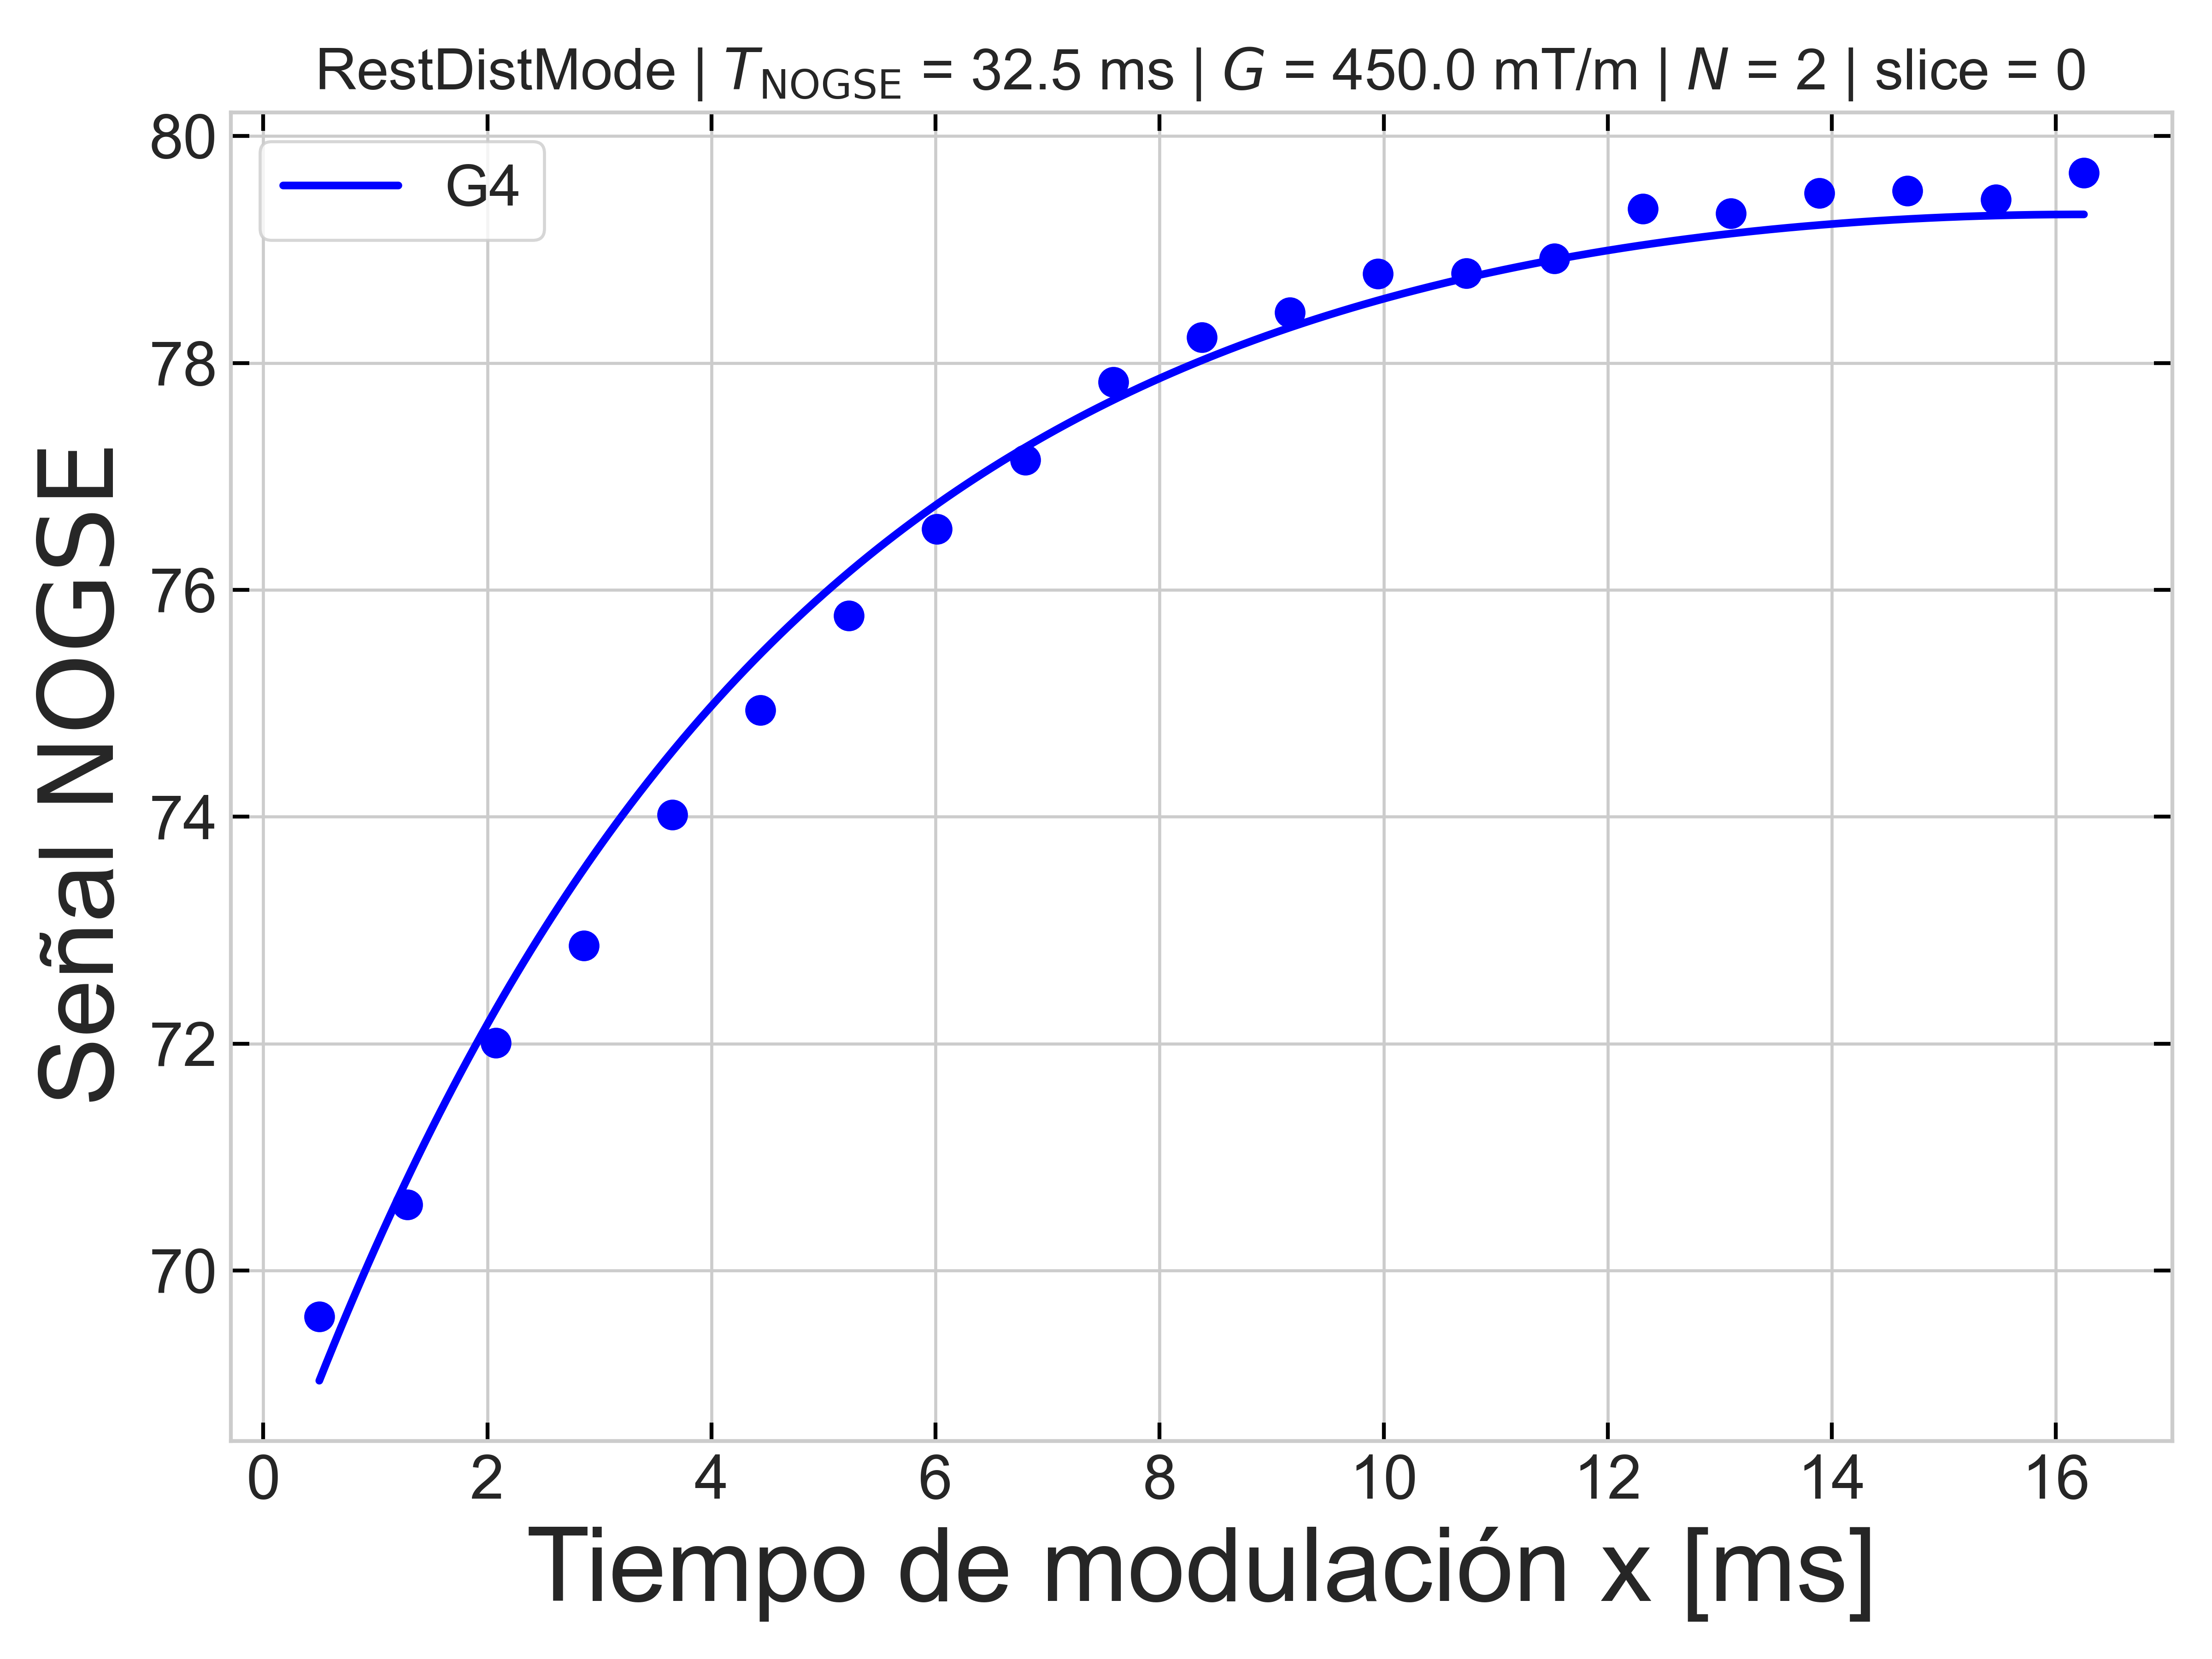 RestDistMode | T_NOGSE = 32.5 ms | G = 450.0 mT/m | N = 2 | slice = 0
G4
80
78
76
74
72
70
Señal NOGSE
0 2 4 6 8 10 12 14 16
Tiempo de modulación x [ms]